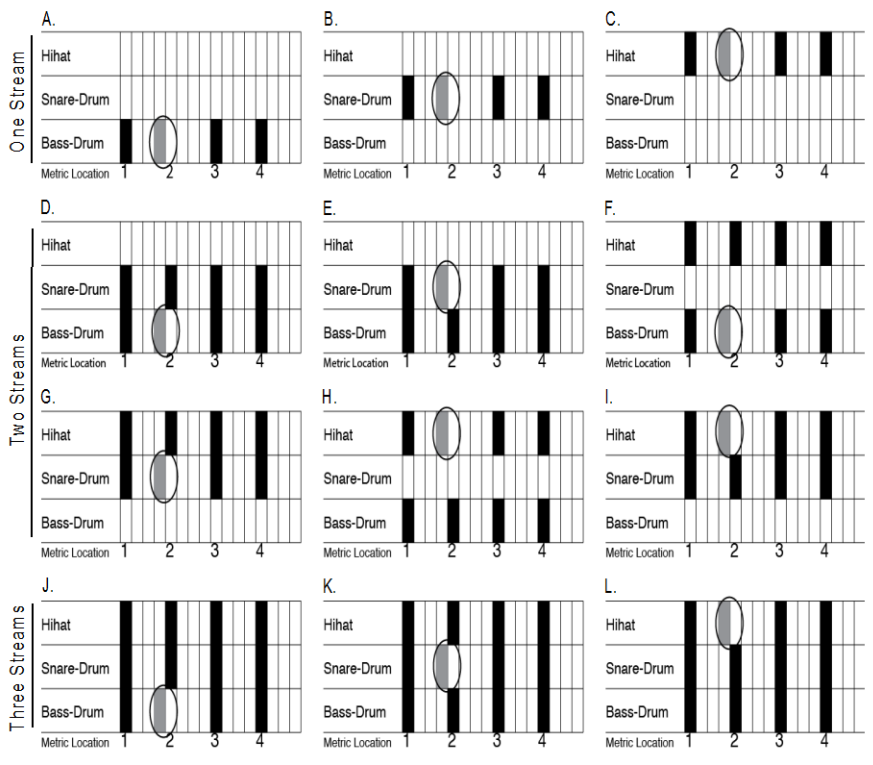 A. B. C.
One Stream
Hihat Hihat Hihat
Snare-Drum Snare-Drum Snare-Drum
Bass-Drum Bass-Drum Bass-Drum
Metric Location 1 2 3 4 Metric Location 1 2 3 4 Metric Location 1 2 3 4
D. E. F.
Two Streams
Hihat Hihat Hihat
Snare-Drum Snare-Drum Snare-Drum
Bass-Drum Bass-Drum Bass-Drum
Metric Location 1 2 3 4 Metric Location 1 2 3 4 Metric Location 1 2 3 4
G. H. I.
Hihat Hihat Hihat
Snare-Drum Snare-Drum Snare-Drum
Bass-Drum Bass-Drum Bass-Drum
Metric Location 1 2 3 4 Metric Location 1 2 3 4 Metric Location 1 2 3 4
J. K. L.
Three Streams
Hihat Hihat Hihat
Snare-Drum Snare-Drum Snare-Drum
Bass-Drum Bass-Drum Bass-Drum
Metric Location 1 2 3 4 Metric Location 1 2 3 4 Metric Location 1 2 3 4